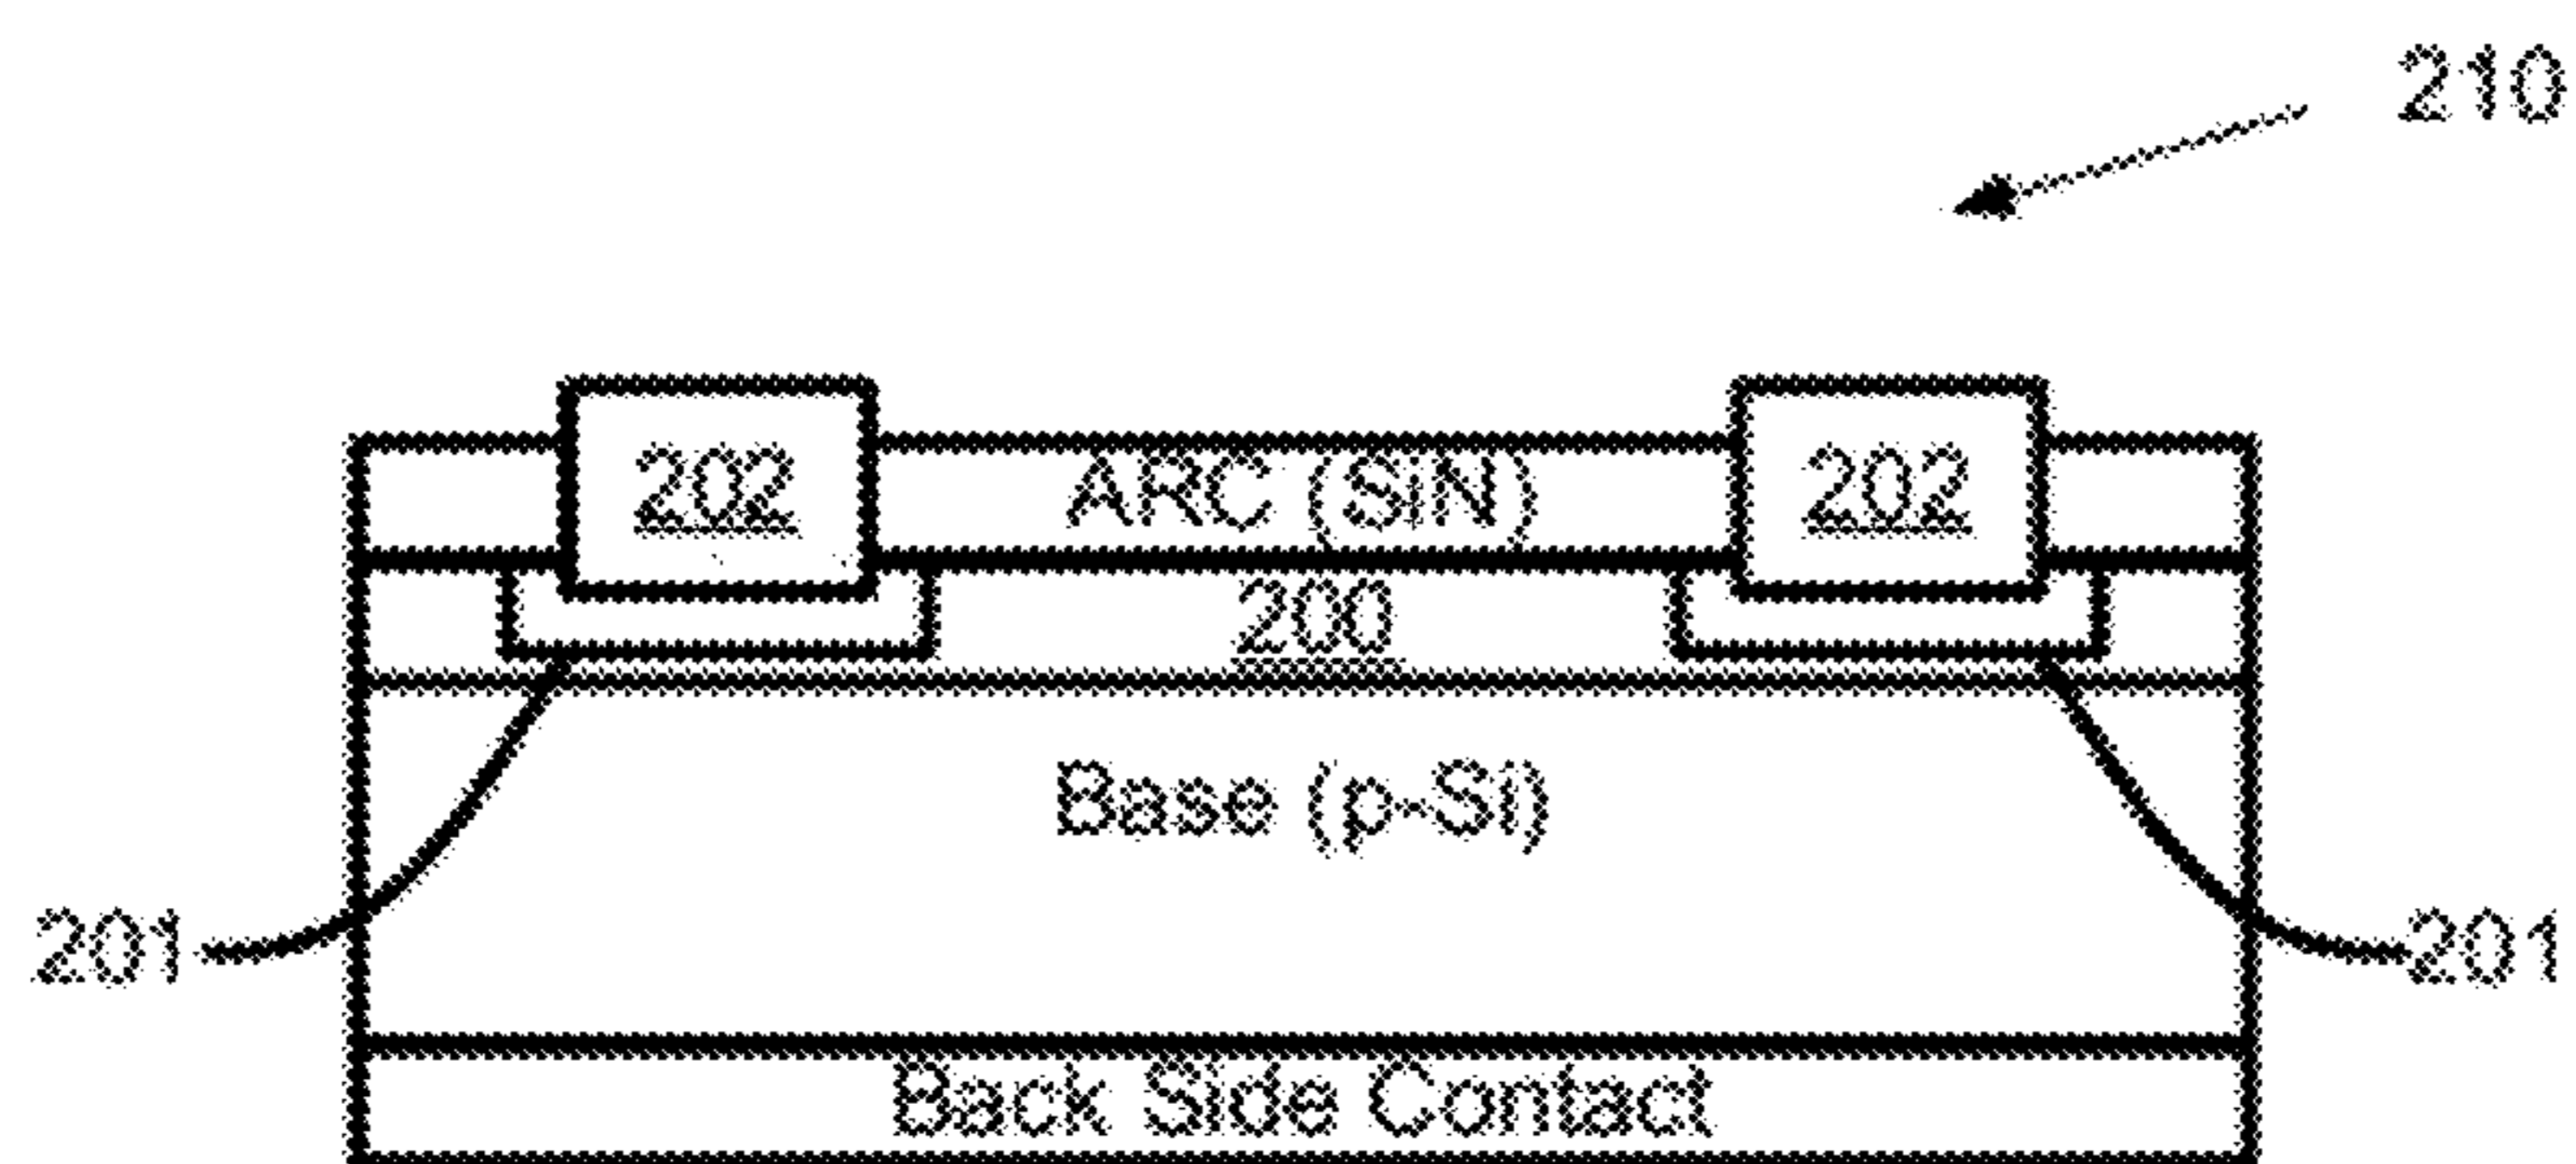 210
202 ARC (SiN) 202
200
Base (p-Si)
201 201
Back Side Contact